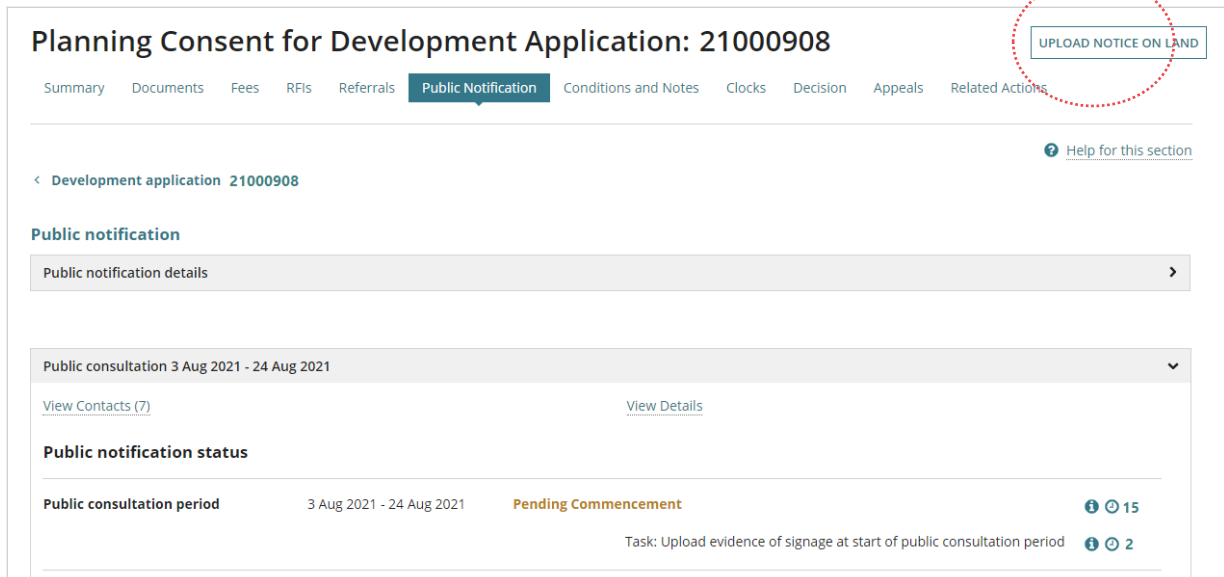 Planning Consent for Development Application: 21000908
UPLOAD NOTICE ON LAND
Summary Documents Fees RFIs Referrals Public Notification Conditions and Notes Clocks Decision Appeals Related Actions
Help for this section
< Development application 21000908
Public notification
Public notification details
Public consultation 3 Aug 2021 - 24 Aug 2021
View Contacts (7) View Details
Public notification status
Public consultation period 3 Aug 2021 - 24 Aug 2021 Pending Commencement 15
Task: Upload evidence of signage at start of public consultation period 2